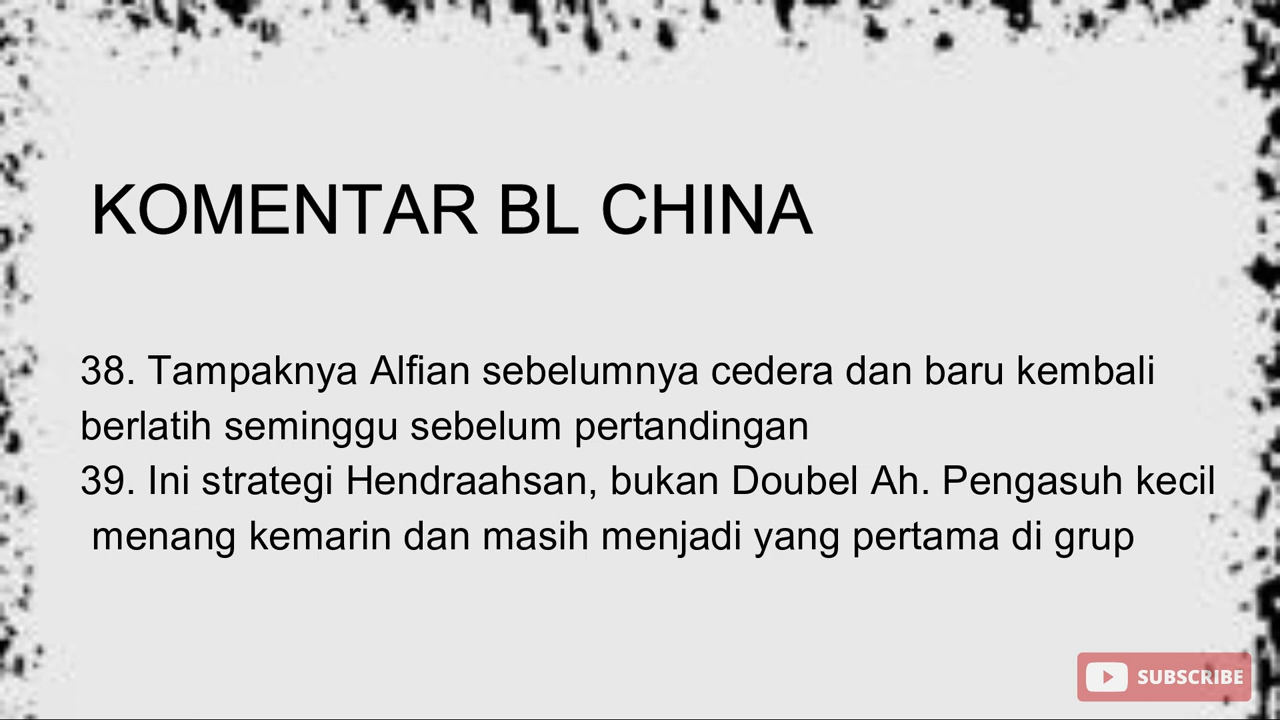 KOMENTAR BL CHINA
38. Tampaknya Alfian sebelumnya cedera dan baru kembali
berlatih seminggu sebelum pertandingan
39. Ini strategi Hendraahsan, bukan Doubel Ah. Pengasuh kecil
menang kemarin dan masih menjadi yang pertama di grup
SUBSCRIBE